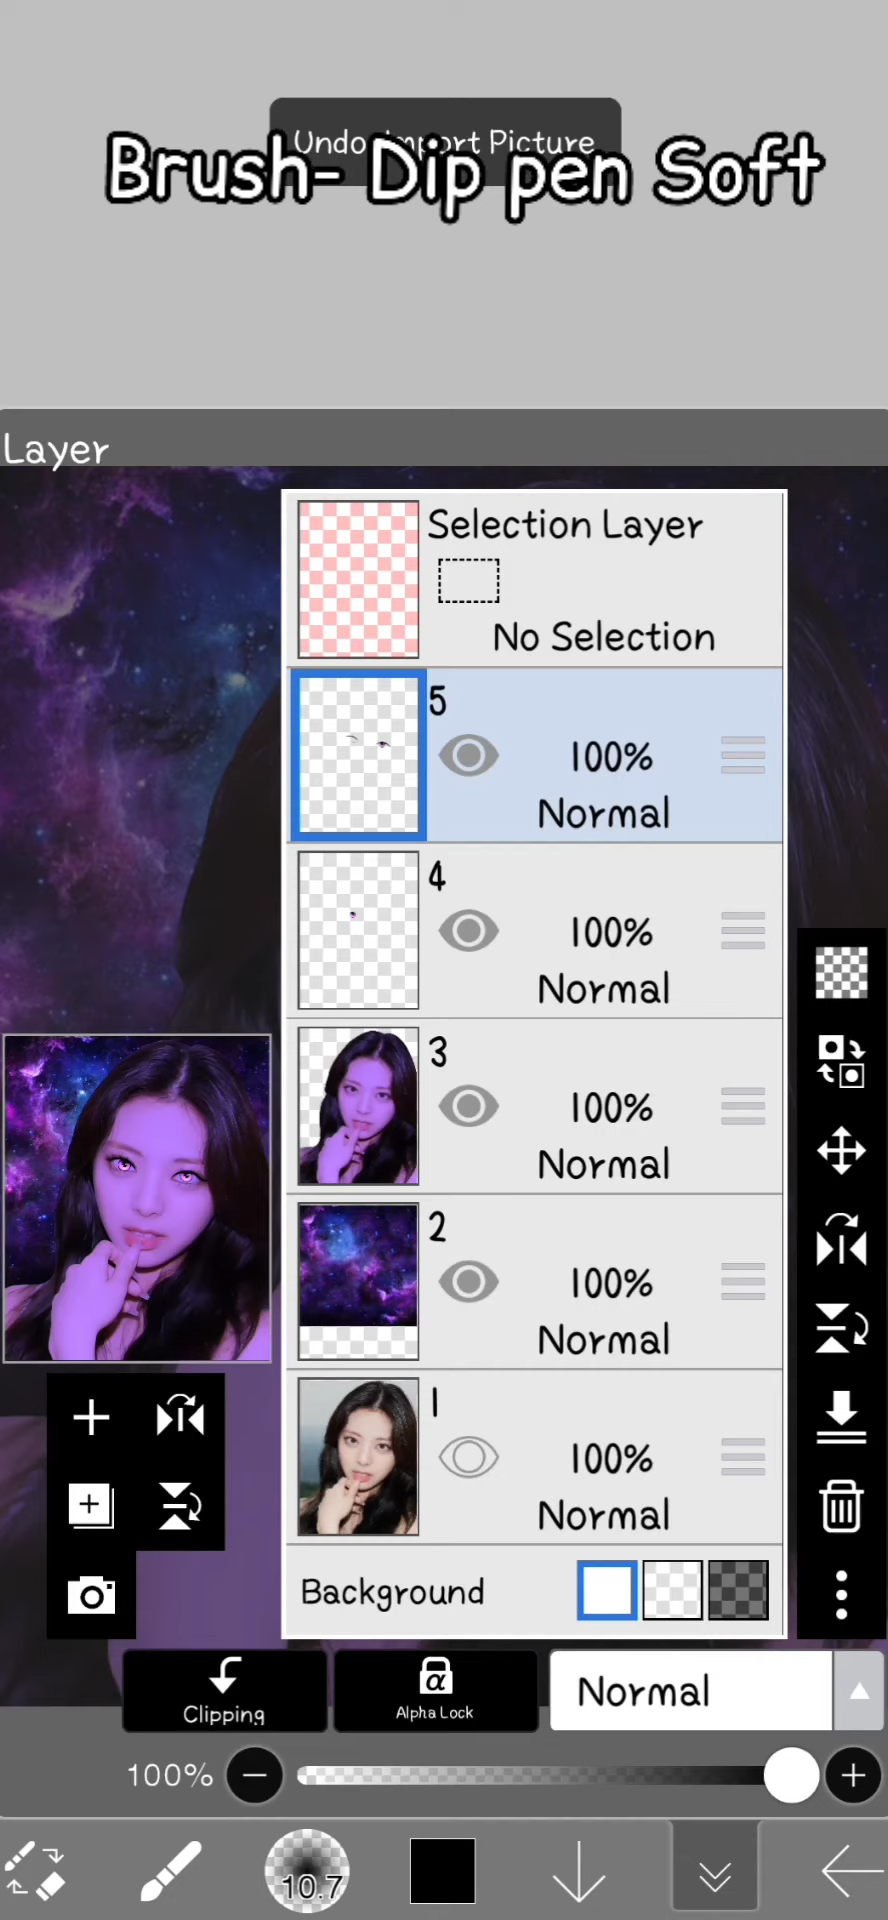 Undo: Import Picture
Brush- Dip pen Soft
Layer
Selection Layer
No Selection
5
100%
Normal
4
100%
Normal
3
100%
Normal
2
100%
Normal
1
100%
Normal
Background
Clipping
α
Alpha Lock
Normal
100%
10.7